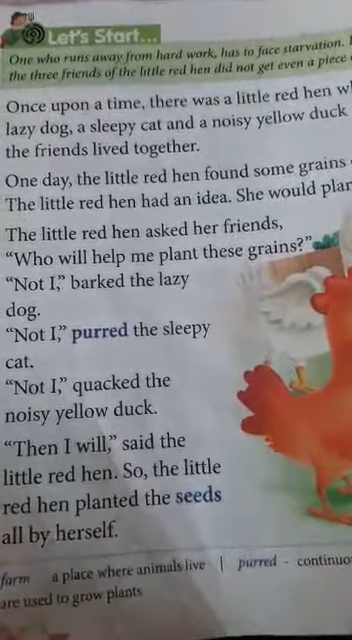 Let's Start...
One who runs away from hard work, has to face starvation.
the three friends of the little red hen did not get even a piece
Once upon a time, there was a little red hen
lazy dog, a sleepy cat and a noisy yellow duck
the friends lived together.
One day, the little red hen found some grains
The little red hen had an idea. She would
The little red hen asked her friends,
“Who will help me plant these grains?”
“Not I,” barked the lazy
dog.
“Not I,” purred the sleepy
cat.
“Not I,” quacked the
noisy yellow duck.
“Then I will,” said the
little red hen. So, the little
red hen planted the seeds
all by herself.
farm a place where animals live | purred -
are used to grow plants